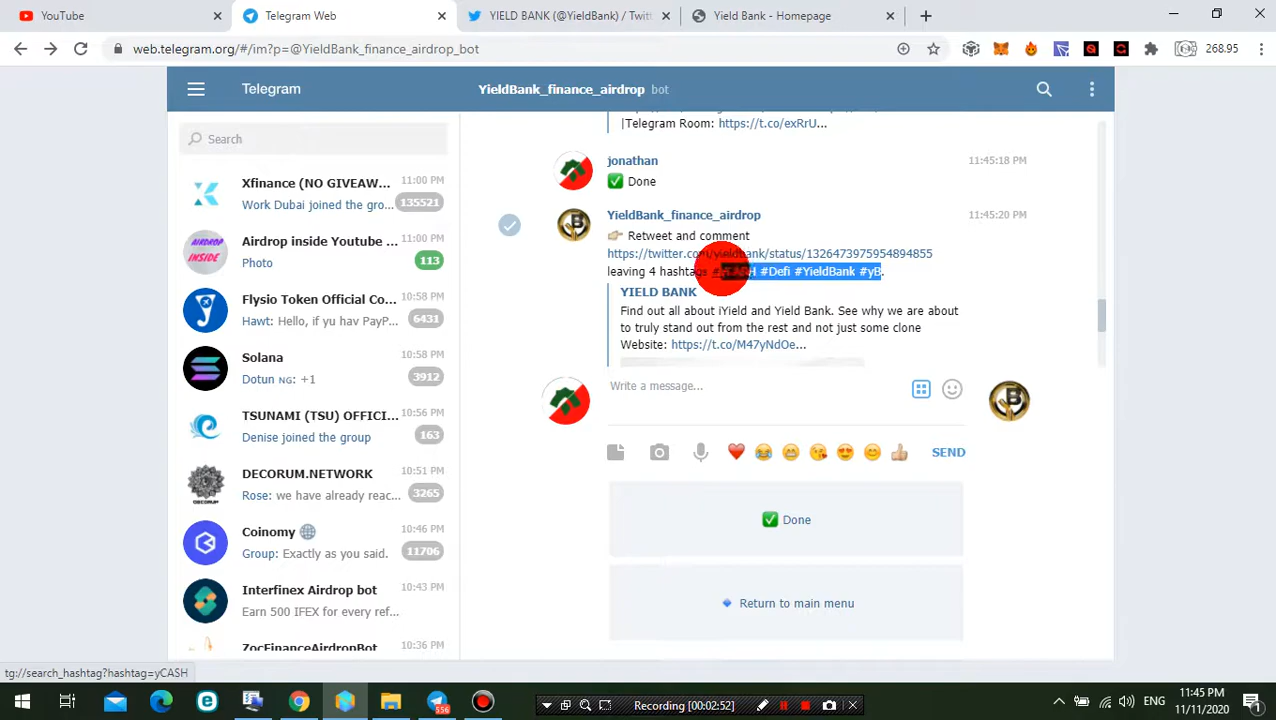 YouTube
Telegram Web
YIELD BANK (@YieldBank) / Twitt
Yield Bank - Homepage
web.telegram.org/#/im?p=@YieldBank_finance_airdrop_bot
268.95
Telegram
YieldBank_finance_airdrop bot
Search
Xfinance (NO GIVEAW... 11:00 PM
Work Dubai joined the gro... 135521
Airdrop inside Youtube ... 11:00 PM
Photo 113
Flysio Token Official Co... 10:58 PM
Hawt: Hello, if yu hav PayP... 6431
Solana 10:58 PM
Dotun NG: +1 3912
TSUNAMI (TSU) OFFICI... 10:56 PM
Denise joined the group 163
DECORUM.NETWORK 10:51 PM
Rose: we have already reac... 3265
Coinomy 10:46 PM
Group: Exactly as you said. 11706
Interfinex Airdrop bot 10:43 PM
Earn 500 IFEX for every ref...
ZocFinanceAirdropBot 10:36 PM
|Telegram Room: https://t.co/exRrU...
jonathan 11:45:18 PM
Done
YieldBank_finance_airdrop 11:45:20 PM
Retweet and comment
https://twitter.com/yieldbank/status/1326473975954894855
leaving 4 hashtags #yCASH #Defi #YieldBank #yB.
YIELD BANK
Find out all about iYield and Yield Bank. See why we are about
to truly stand out from the rest and not just some clone
Website: https://t.co/M47yNdOe...
Write a message...
SEND
Done
Return to main menu
tg://search_hashtag?hashtag=yCASH
556
Recording [00:02:52]
ENG
11:45 PM
11/11/2020
1